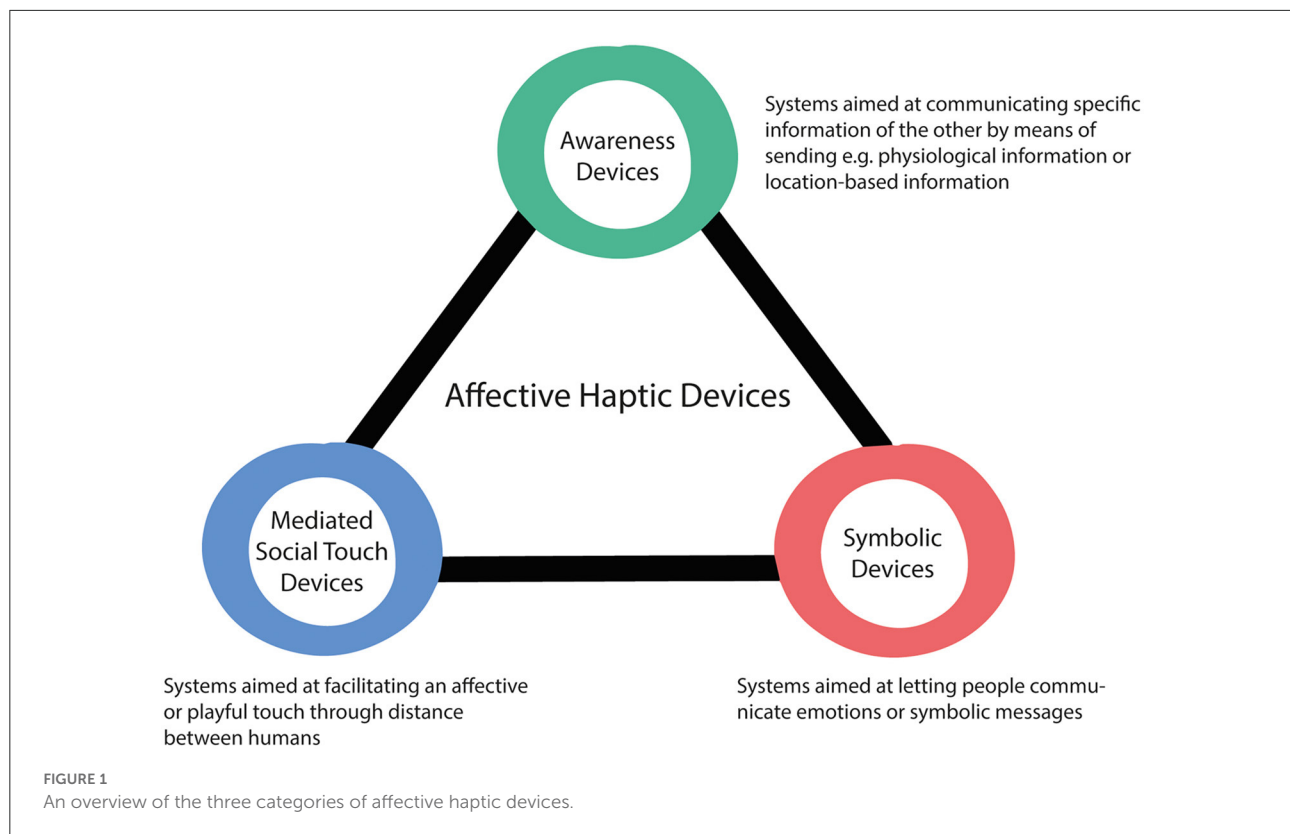 Awareness
Devices
Systems aimed at communicating specific
information of the other by means of
sending e.g. physiological information or
location-based information
Affective Haptic Devices
Mediated
Social Touch
Devices
Symbolic
Devices
Systems aimed at facilitating an affective
or playful touch through distance
between humans
Systems aimed at letting people commu-
nicate emotions or symbolic messages
FIGURE 1
An overview of the three categories of affective haptic devices.